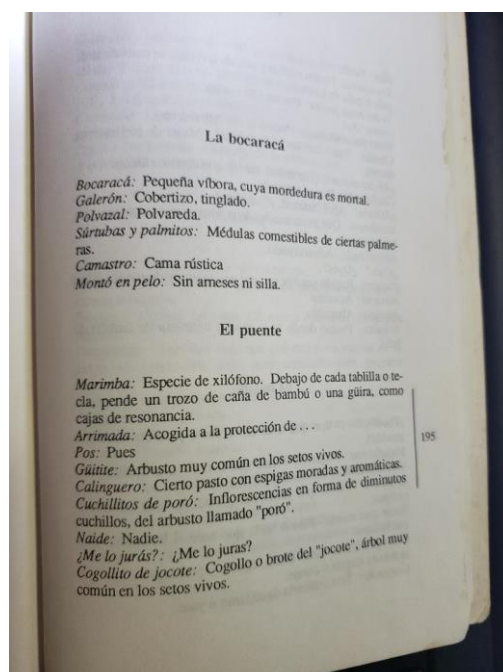 La bocaracá
Bocaracá: Pequeña víbora, cuya mordedura es mortal.
Galerón: Cobertizo, tinglado.
Polvazal: Polvareda.
Súrtubas y palmitos: Médulas comestibles de ciertas palme-
ras.
Camastro: Cama rústica
Montó en pelo: Sin arneses ni silla.
El puente
Marimba: Especie de xilófono. Debajo de cada tablilla o te-
cla, pende un trozo de caña de bambú o una güira, como
cajas de resonancia.
Arrimada: Acogida a la protección de . . .
Pos: Pues
Güitite: Arbusto muy común en los setos vivos.
Calinguero: Cierto pasto con espigas moradas y aromáticas.
Cuchillitos de poró: Inflorescencias en forma de diminutos
cuchillos, del arbusto llamado "poró".
Naide: Nadie.
¿Me lo jurás?: ¿Me lo juras?
Cogollito de jocote: Cogollo o brote del "jocote", árbol muy
común en los setos vivos.
195